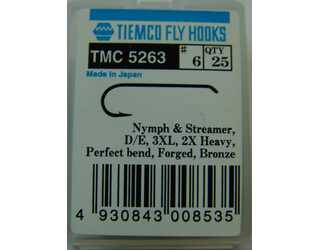 TIEMCO FLY HOOKS
TMC 5263 # 6 QTY 25
Made in Japan
Nymph & Streamer,
D/E, 3XL, 2X Heavy,
Perfect bend, Forged, Bronze
4 930843 008535